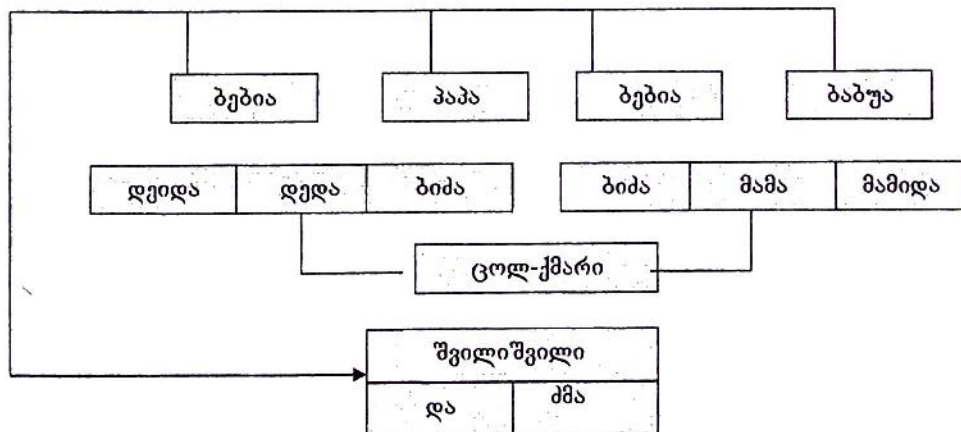 ბებია პაპა ბებია ბაბუა
დეიდა დედა ბიძა ბიძა მამა მამიდა
ცოლ-ქმარი
შვილიშვილი
და ძმა